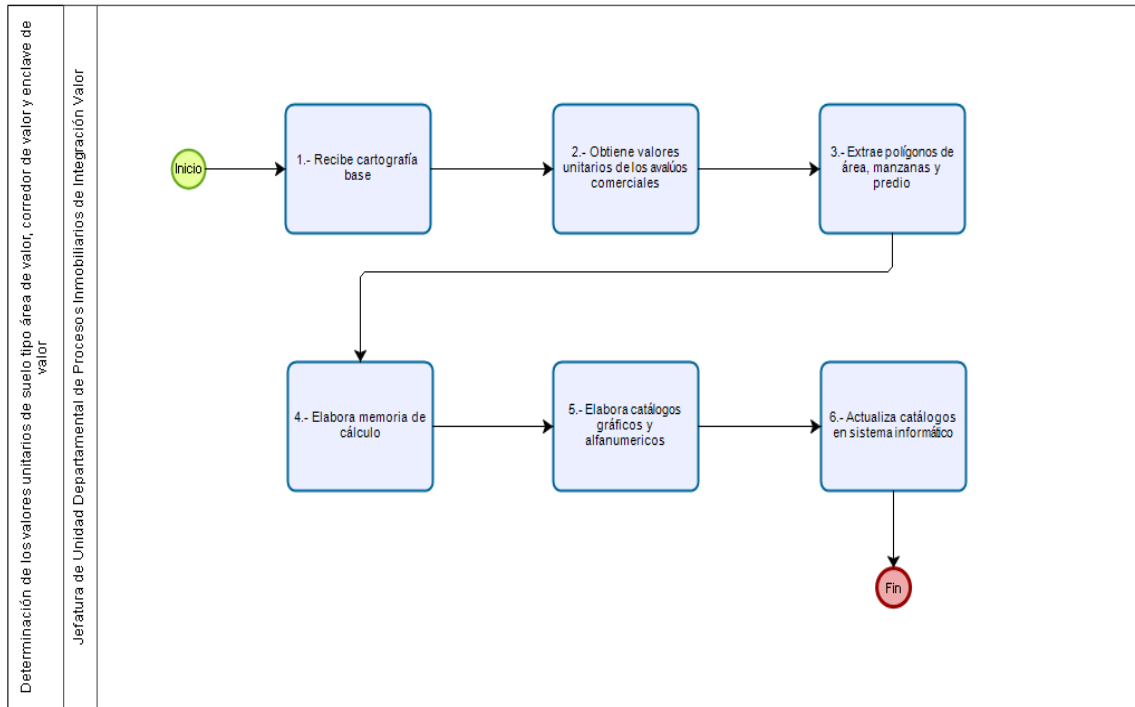 Determinación de los valores unitarios de suelo tipo área de valor, corredor de valor y enclave de
valor
Jefatura de Unidad Departamental de Procesos Inmobiliarios de Integración Valor
Inicio
1.- Recibe cartografía
base
2.- Obtiene valores
unitarios de los avalúos
comerciales
3.- Extrae polígonos de
área, manzanas y
predio
4.- Elabora memoria de
cálculo
5.- Elabora catálogos
gráficos y
alfanumericos
6.- Actualiza catálogos
en sistema informático
Fin